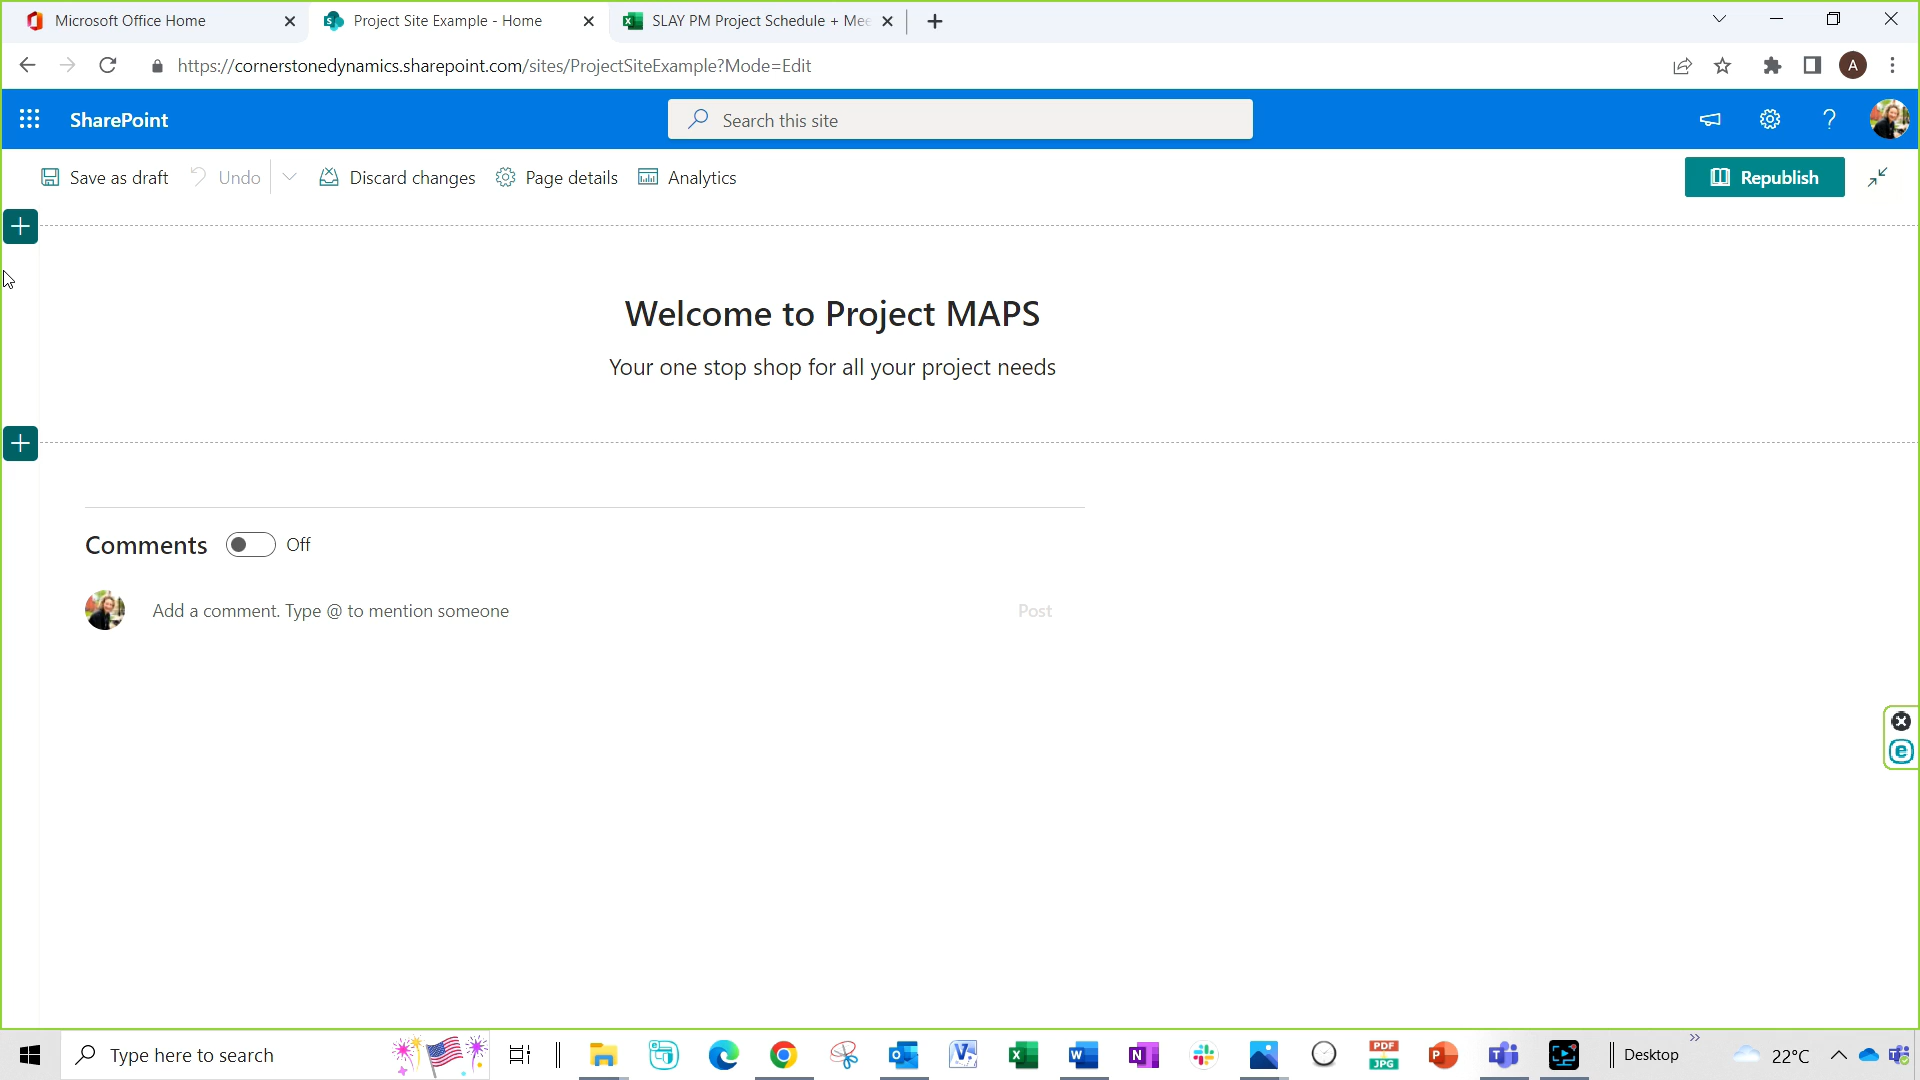 Microsoft Office Home
Project Site Example - Home
SLAY PM Project Schedule + Mee
https://cornerstonedynamics.sharepoint.com/sites/ProjectSiteExample?Mode=Edit
A
SharePoint
Search this site
Save as draft
Undo
Discard changes
Page details
Analytics
Republish
Welcome to Project MAPS
Your one stop shop for all your project needs
Comments
Off
Add a comment. Type @ to mention someone
Post
Type here to search
PDF
JPG
Desktop
22°C